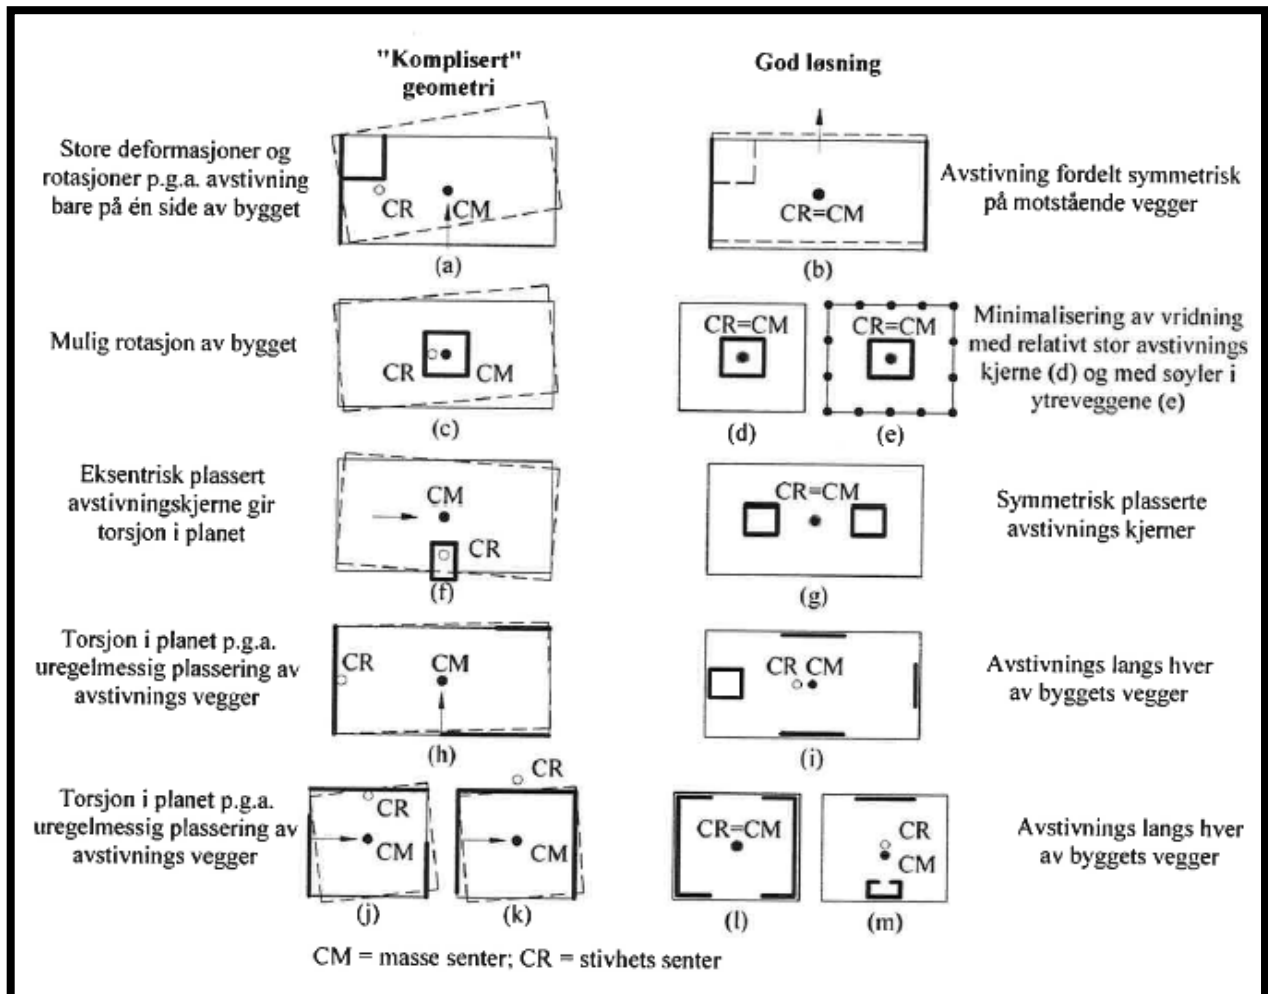 "Komplisert"
geometri
God løsning
Store deformasjoner og
rotasjoner p.g.a. avstivning
bare på én side av bygget
CR
CM
(a)
CR=CM
(b)
Avstivning fordelt symmetrisk
på motstående vegger
Mulig rotasjon av bygget
CR
CM
(c)
CR=CM
(d)
CR=CM
(e)
Minimalisering av vridning
med relativt stor avstivnings
kjerne (d) og med søyler i
ytreveggene (e)
Eksentrisk plassert
avstivningskjerne gir
torsjon i planet
CM
CR
(f)
CR=CM
(g)
Symmetrisk plasserte
avstivnings kjerner
Torsjon i planet p.g.a.
uregelmessig plassering av
avstivnings vegger
CR
CM
(h)
CR CM
(i)
Avstivnings langs hver
av byggets vegger
Torsjon i planet p.g.a.
uregelmessig plassering av
avstivnings vegger
CR
CM
(j)
CR
CM
(k)
CR=CM
(l)
CR
CM
(m)
Avstivnings langs hver
av byggets vegger
CM = masse senter; CR = stivhets senter